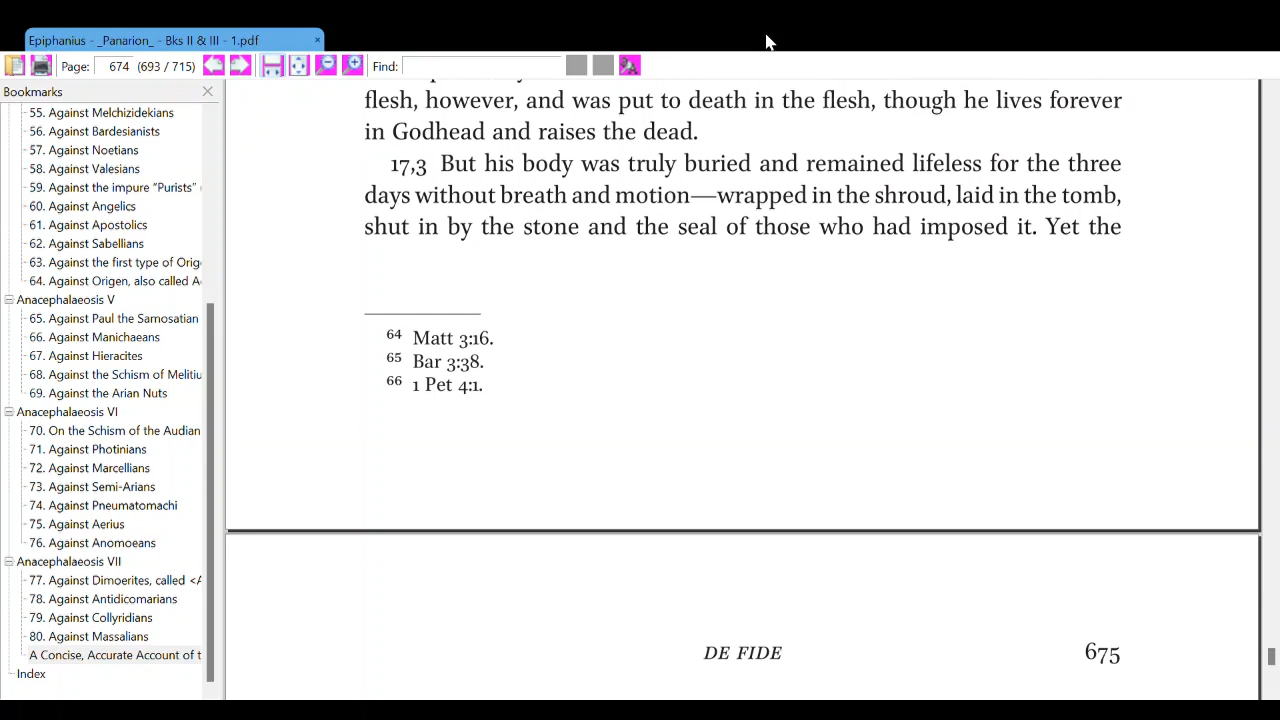 Epiphanius - _Panarion_ - Bks II & III - 1.pdf ×
Page: 674 (693 / 715) Find:
Bookmarks
55. Against Melchizidekians
56. Against Bardesianists
57. Against Noetians
58. Against Valesians
59. Against the impure “Purists”
60. Against Angelics
61. Against Apostolics
62. Against Sabellians
63. Against the first type of Orig
64. Against Origen, also called A
Anacephalaeosis V
65. Against Paul the Samosatian
66. Against Manichaeans
67. Against Hieracites
68. Against the Schism of Melitiu
69. Against the Arian Nuts
Anacephalaeosis VI
70. On the Schism of the Audian
71. Against Photinians
72. Against Marcellians
73. Against Semi-Arians
74. Against Pneumatomachi
75. Against Aerius
76. Against Anomoeans
Anacephalaeosis VII
77. Against Dimoerites, called <A
78. Against Antidicomarians
79. Against Collyridians
80. Against Massalians
A Concise, Accurate Account of t
Index
flesh, however, and was put to death in the flesh, though he lives forever
in Godhead and raises the dead.
17,3 But his body was truly buried and remained lifeless for the three
days without breath and motion—wrapped in the shroud, laid in the tomb,
shut in by the stone and the seal of those who had imposed it. Yet the
64 Matt 3:16.
65 Bar 3:38.
66 1 Pet 4:1.
DE FIDE 675